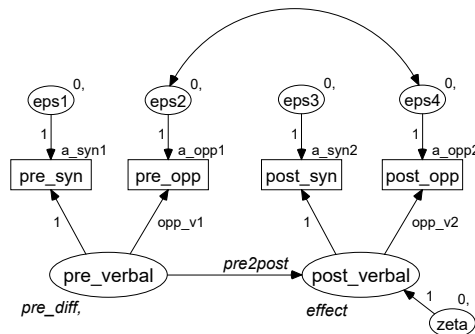 0, 0, 0, 0,
eps1 eps2 eps3 eps4
1 1 1 1
a_syn1 a_opp1 a_syn2 a_opp2
pre_syn pre_opp post_syn post_opp
1 opp_v1 1 opp_v2
pre2post
pre_verbal post_verbal
pre_diff, effect
1 0,
zeta